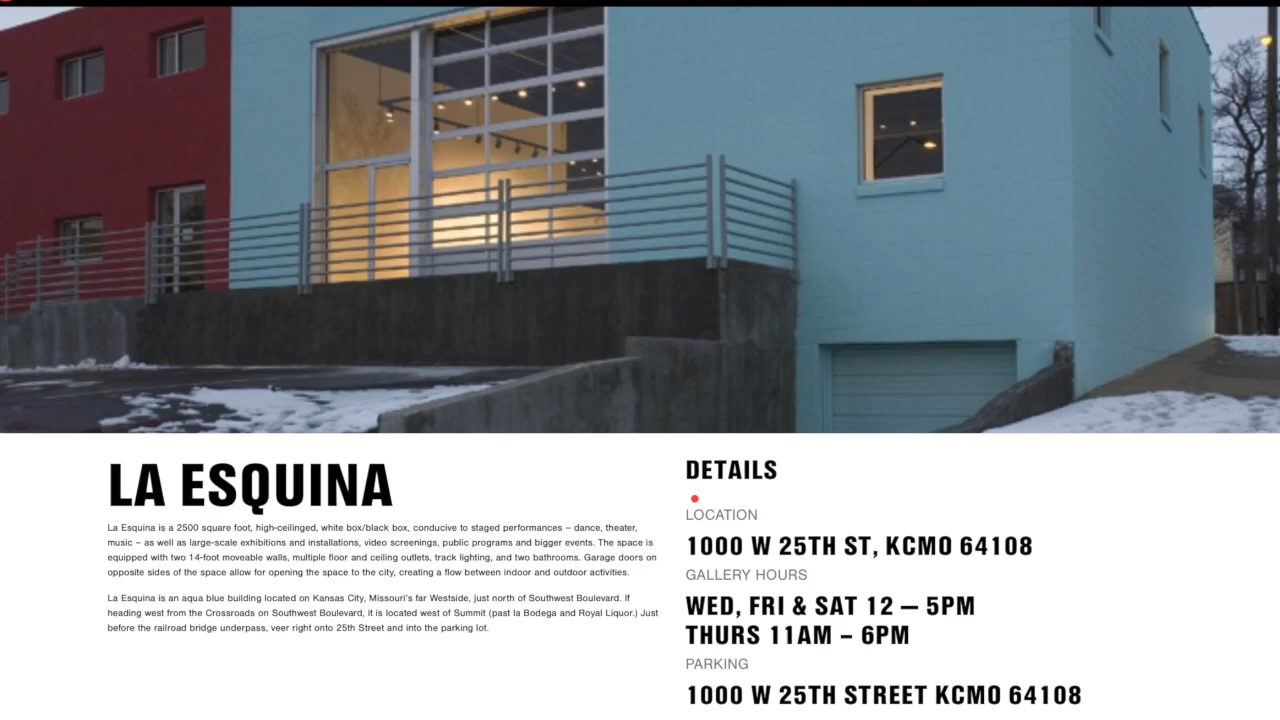 LA ESQUINA
La Esquina is a 2500 square foot, high-ceilinged, white box/black box, conducive to staged performances – dance, theater,
music – as well as large-scale exhibitions and installations, video screenings, public programs and bigger events. The space is
equipped with two 14-foot moveable walls, multiple floor and ceiling outlets, track lighting, and two bathrooms. Garage doors on
opposite sides of the space allow for opening the space to the city, creating a flow between indoor and outdoor activities.
La Esquina is an aqua blue building located on Kansas City, Missouri's far Westside, just north of Southwest Boulevard. If
heading west from the Crossroads on Southwest Boulevard, it is located west of Summit (past la Bodega and Royal Liquor.) Just
before the railroad bridge underpass, veer right onto 25th Street and into the parking lot.
DETAILS
LOCATION
1000 W 25TH ST, KCMO 64108
GALLERY HOURS
WED, FRI & SAT 12 — 5PM
THURS 11AM – 6PM
PARKING
1000 W 25TH STREET KCMO 64108